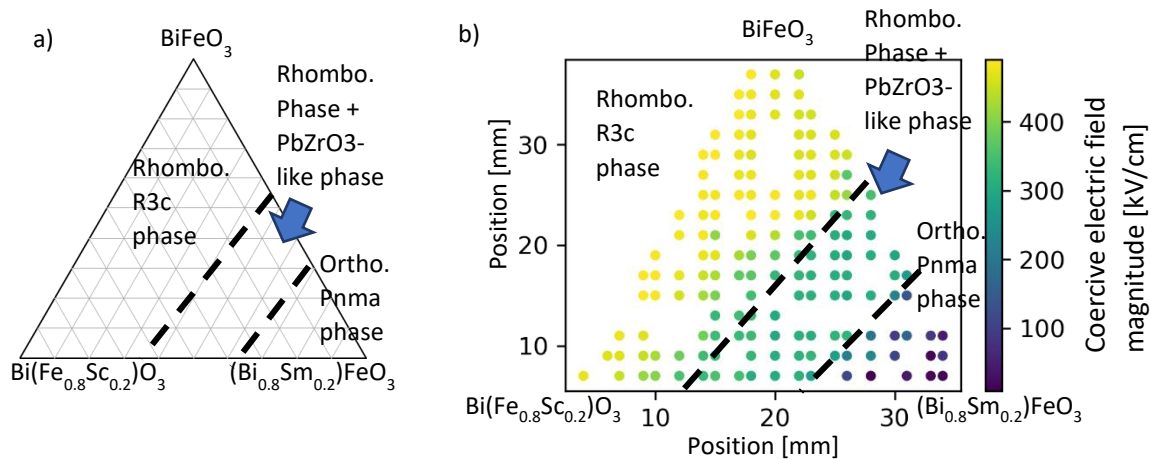 a)
BiFeO₃
Rhombo.
Phase +
PbZrO3-
like phase
Rhombo.
R3c
phase
Ortho.
Pnma
phase
Bi(Fe₀.₈Sc₀.₂)O₃
(Bi₀.₈Sm₀.₂)FeO₃
b)
BiFeO₃
Rhombo.
Phase +
PbZrO3-
like phase
Rhombo.
R3c
phase
Ortho.
Pnma
phase
Position [mm]
30
20
10
Bi(Fe₀.₈Sc₀.₂)O₃
10
20
30
(Bi₀.₈Sm₀.₂)FeO₃
Position [mm]
400
300
200
100
Coercive electric field
magnitude [kV/cm]